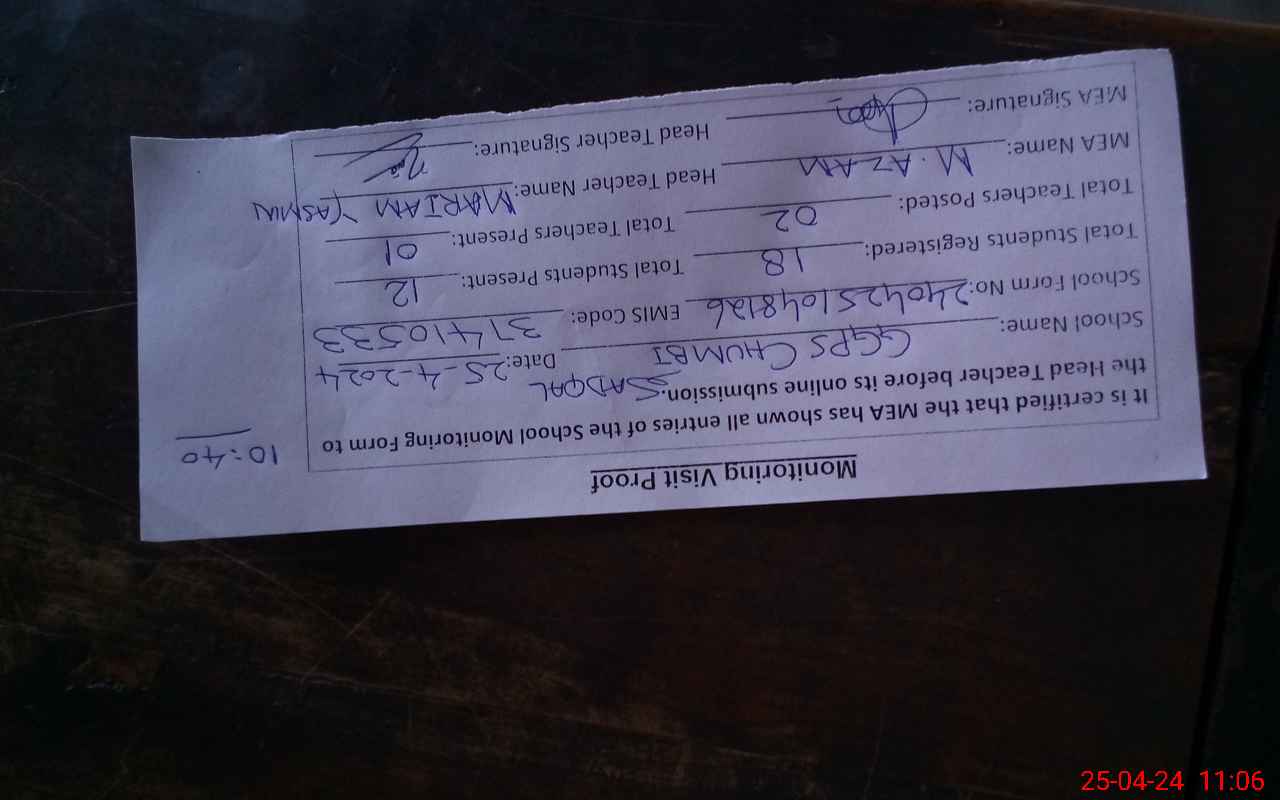 Monitoring Visit Proof
It is certified that the MEA has shown all entries of the School Monitoring Form to
the Head Teacher before its online submission. 10:40
School Name: GGPS CHUMBI SADQAL Date: 25-4-2024
School Form No: 2404251048126 EMIS Code: 37410533
Total Students Registered: 18 Total Students Present: 12
Total Teachers Posted: 02 Total Teachers Present: 01
MEA Name: M. AZAM Head Teacher Name: MARIAM YASMIN
MEA Signature: Head Teacher Signature:
25-04-24 11:06